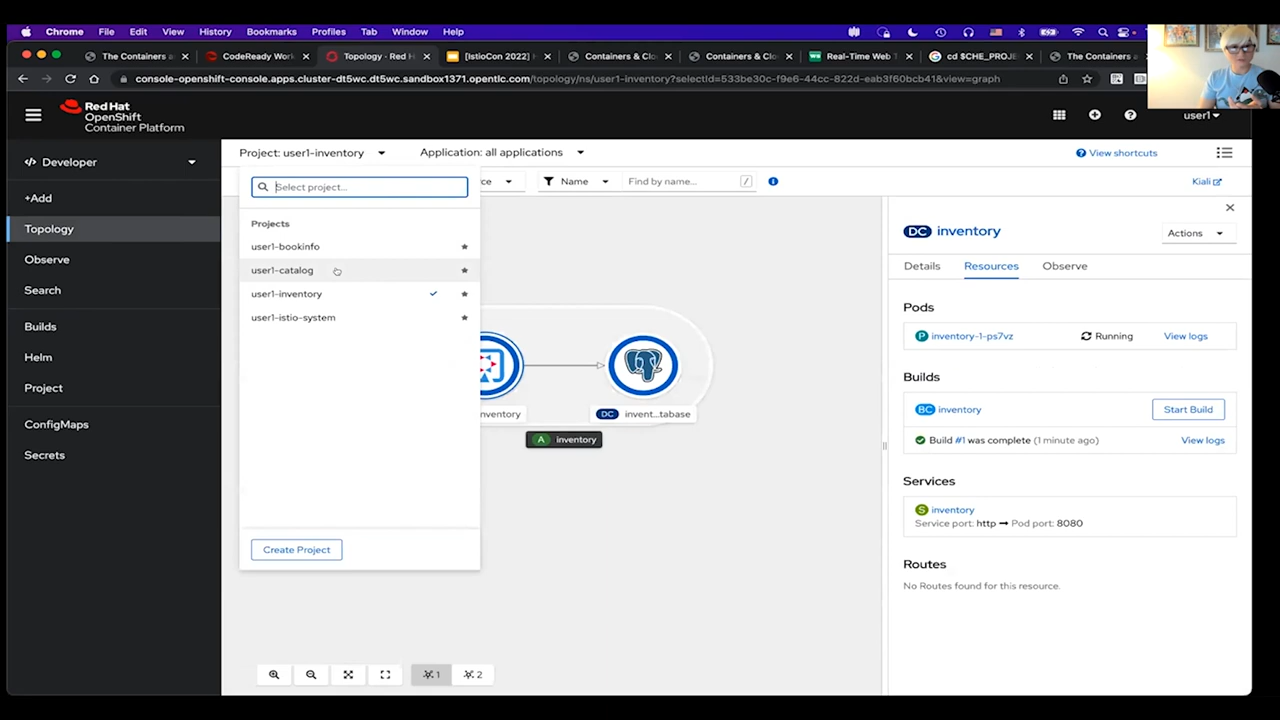 Chrome File Edit View History Bookmarks Profiles Tab Window Help
The Containers a
CodeReady Work
Topology - Red H
[IstioCon 2022]
Containers & Clo
Containers & Clo
Real-Time Web T
cd $CHE_PROJE
The Containers a
console-openshift-console.apps.cluster-dt5wc.dt5wc.sandbox1371.opentlc.com/topology/ns/user1-inventory?selectId=533be30c-f9e6-44cc-822d-eab3f60bcb41&view=graph
Red Hat
OpenShift
Container Platform
user1
</> Developer
+Add
Topology
Observe
Search
Builds
Helm
Project
ConfigMaps
Secrets
Project: user1-inventory
Application: all applications
View shortcuts
Select project...
Name
Find by name...
/
Kiali
Projects
user1-bookinfo
user1-catalog
user1-inventory
user1-istio-system
Create Project
DC invent...tabase
A inventory
1
2
DC inventory
Actions
Details
Resources
Observe
Pods
P inventory-1-ps7vz
Running
View logs
Builds
BC inventory
Start Build
Build #1 was complete (1 minute ago)
View logs
Services
S inventory
Service port: http → Pod port: 8080
Routes
No Routes found for this resource.